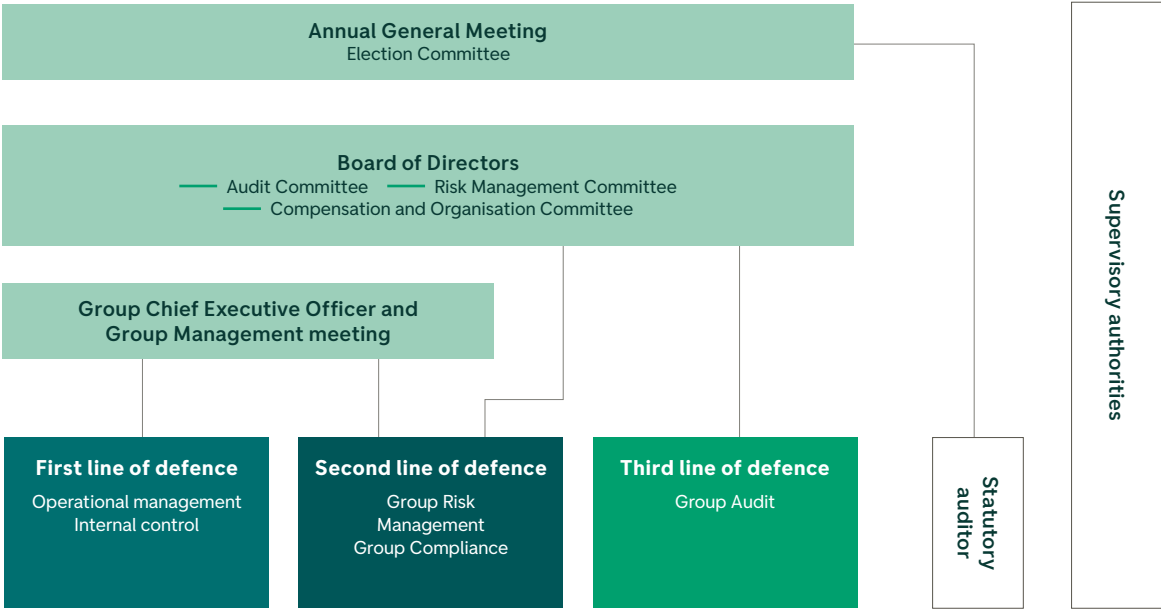 Annual General Meeting
Election Committee
Board of Directors
Audit Committee Risk Management Committee
Compensation and Organisation Committee
Group Chief Executive Officer and
Group Management meeting
First line of defence
Operational management
Internal control
Second line of defence
Group Risk
Management
Group Compliance
Third line of defence
Group Audit
Statutory
auditor
Supervisory authorities